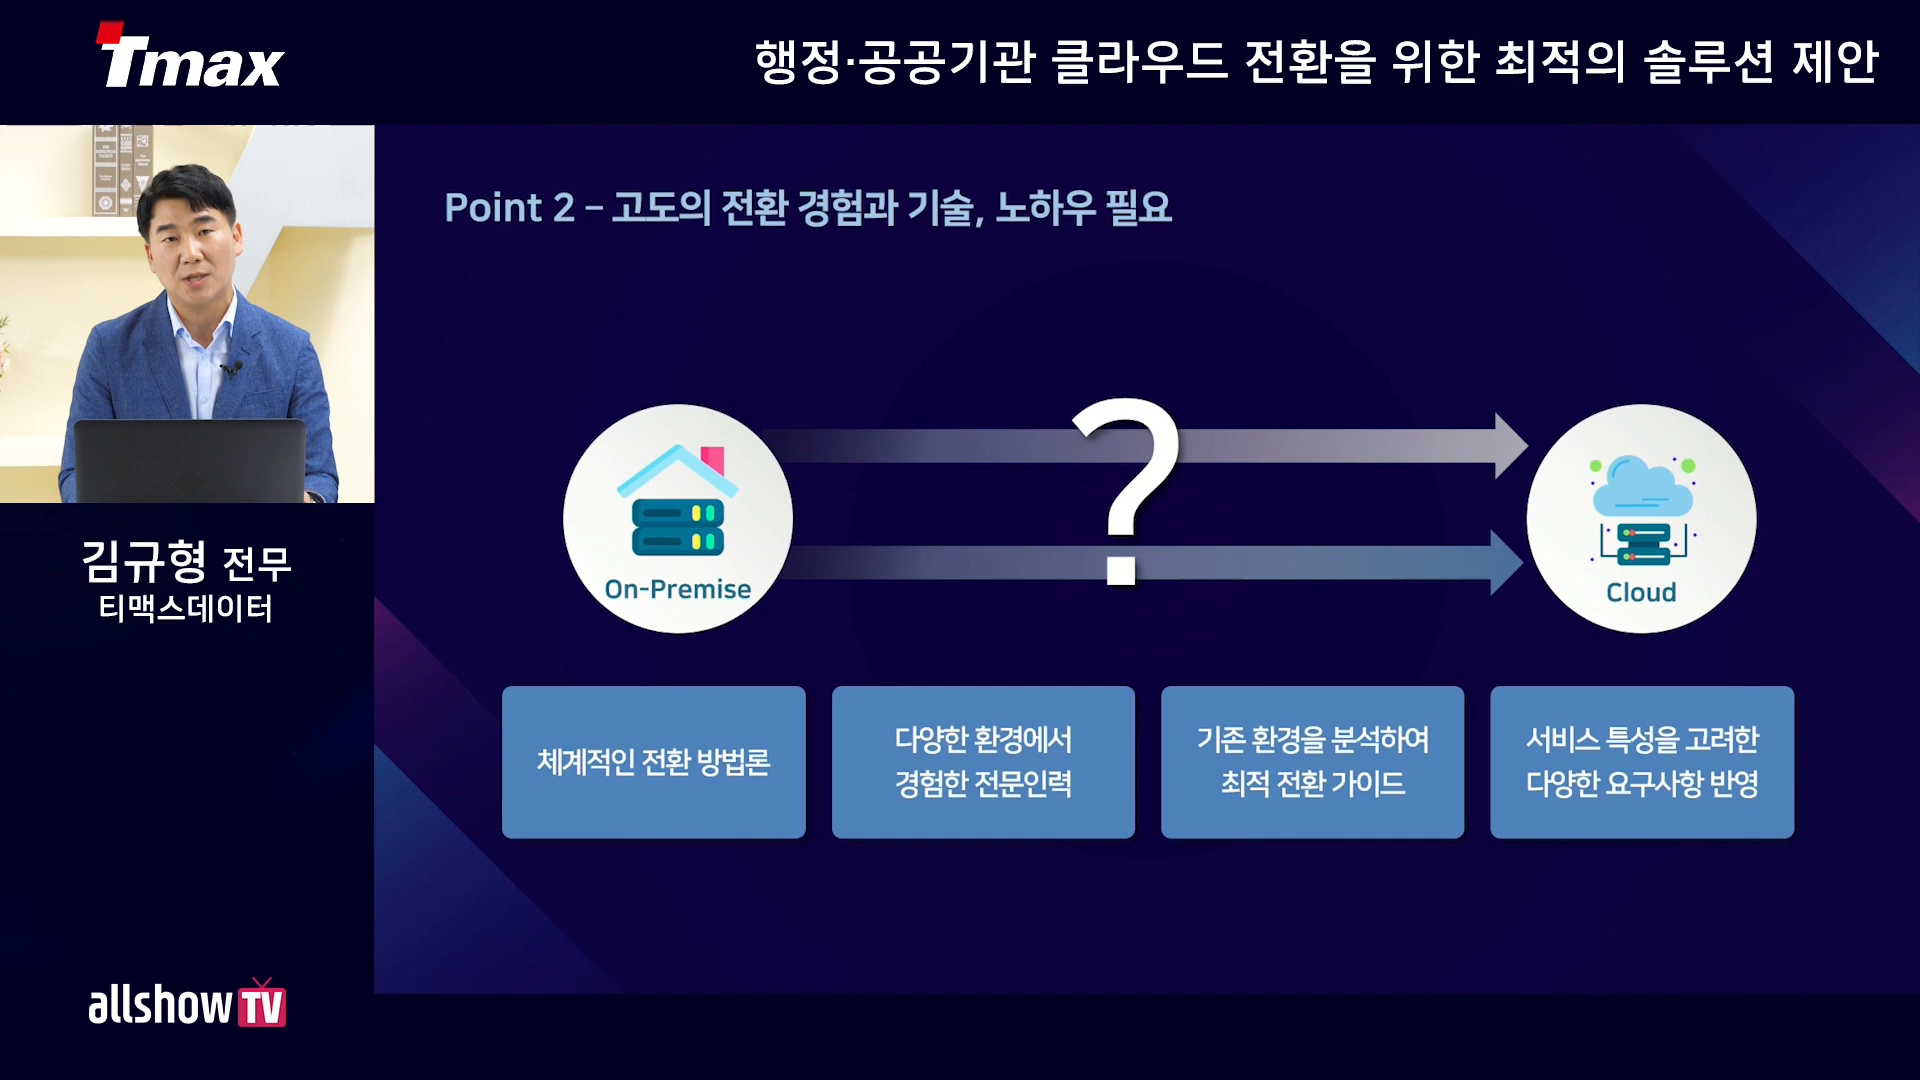 Tmax
행정·공공기관 클라우드 전환을 위한 최적의 솔루션 제안
Point 2 – 고도의 전환 경험과 기술, 노하우 필요
?
On-Premise
Cloud
김규형 전무
티맥스데이터
체계적인 전환 방법론
다양한 환경에서
경험한 전문인력
기존 환경을 분석하여
최적 전환 가이드
서비스 특성을 고려한
다양한 요구사항 반영
allshowTV